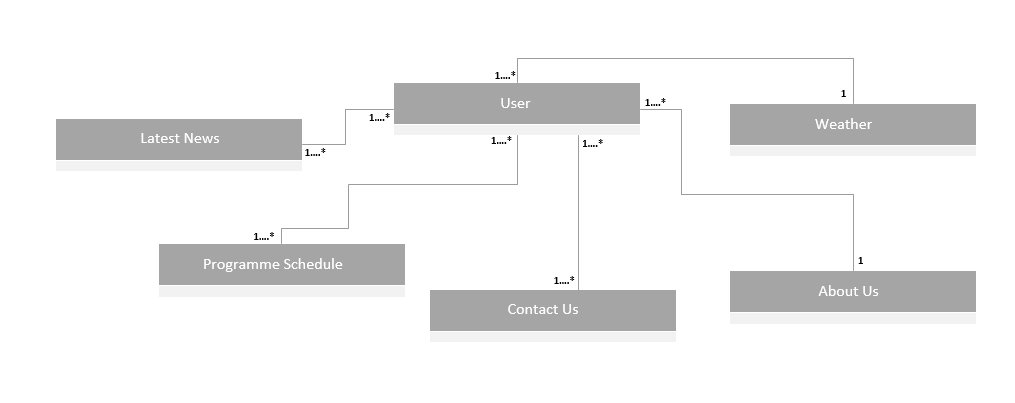 1....*
1
User
1....*
Weather
1....*
Latest News
1....*
1....*
1....*
1....*
Programme Schedule
1
1....*
About Us
Contact Us